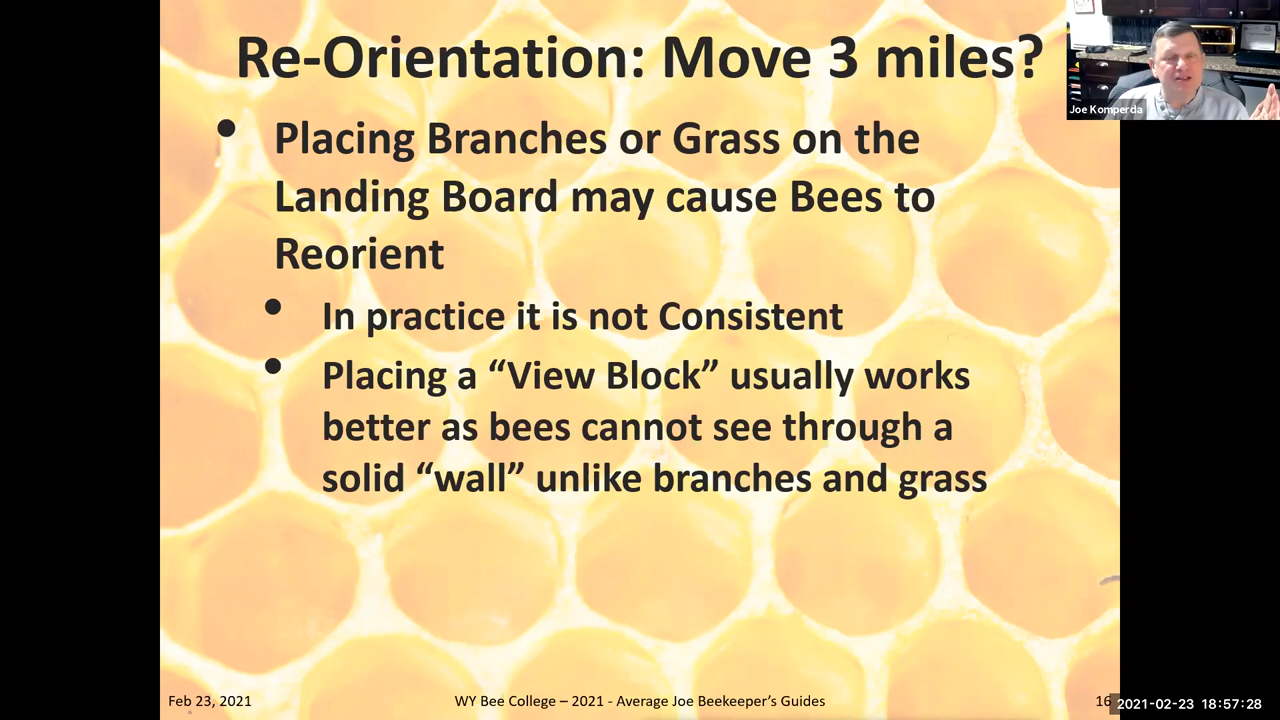 Re-Orientation: Move 3 miles?
Joe Komperda
• Placing Branches or Grass on the
Landing Board may cause Bees to
Reorient
• In practice it is not Consistent
• Placing a “View Block” usually works
better as bees cannot see through a
solid “wall” unlike branches and grass
Feb 23, 2021
WY Bee College – 2021 - Average Joe Beekeeper’s Guides
16
2021-02-23 18:57:28